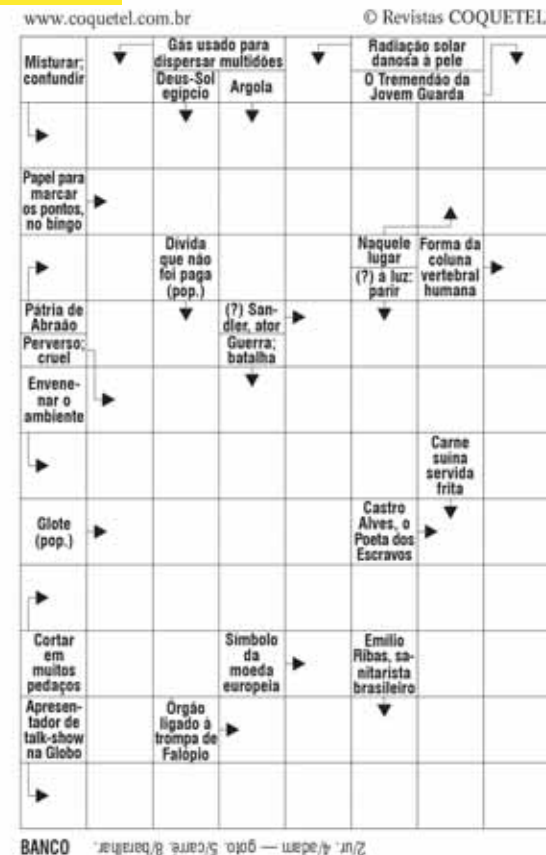 www.coquetel.com.br
© Revistas COQUETEL
Misturar;
confundir
Gás usado para
dispersar multidões
Deus-Sol
egípcio
Argola
Radiação solar
danosa à pele
O Tremendão da
Jovem Guarda
Papel para
marcar
os pontos,
no bingo
Dívida
que não
foi paga
(pop.)
Naquele
lugar
(?) à luz:
parir
Forma da
coluna
vertebral
humana
Pátria de
Abraão
Perverso;
cruel
(?) San-
dler, ator
Guerra;
batalha
Envene-
nar o
ambiente
Carne
suína
servida
frita
Glote
(pop.)
Castro
Alves, o
Poeta dos
Escravos
Cortar
em
muitos
pedaços
Símbolo
da
moeda
europeia
Emílio
Ribas, sa-
nitarista
brasileiro
Apresen-
tador de
talk-show
na Globo
Órgão
ligado à
trompa de
Falópio
BANCO
2/ur. 4/adam — goto. 5/carré. 8/baralhar.